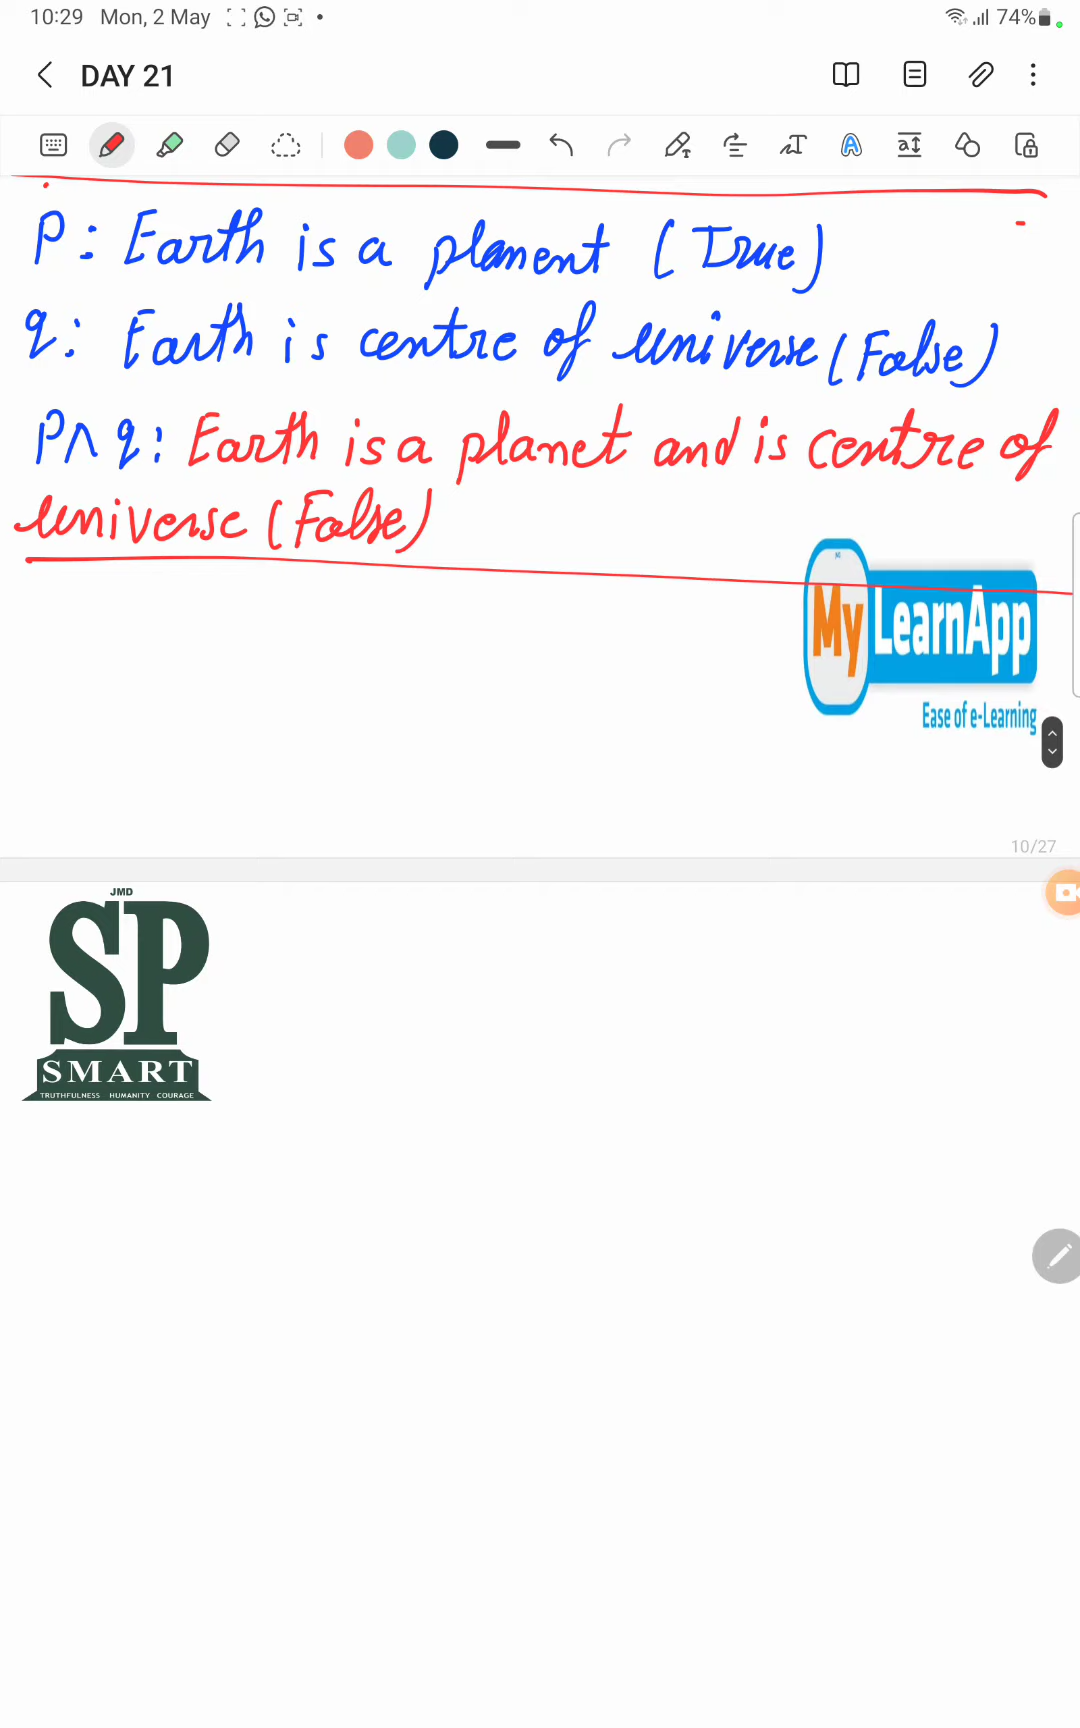 10:29 Mon, 2 May 74%
DAY 21
P: Earth is a planent (True)
q: Earth is centre of universe (False)
P∧q: Earth is a planet and is centre of
universe (False)
My LearnApp
Ease of e-Learning
10/27
JMD
SP
SMART
TRUTHFULNESS HUMANITY COURAGE